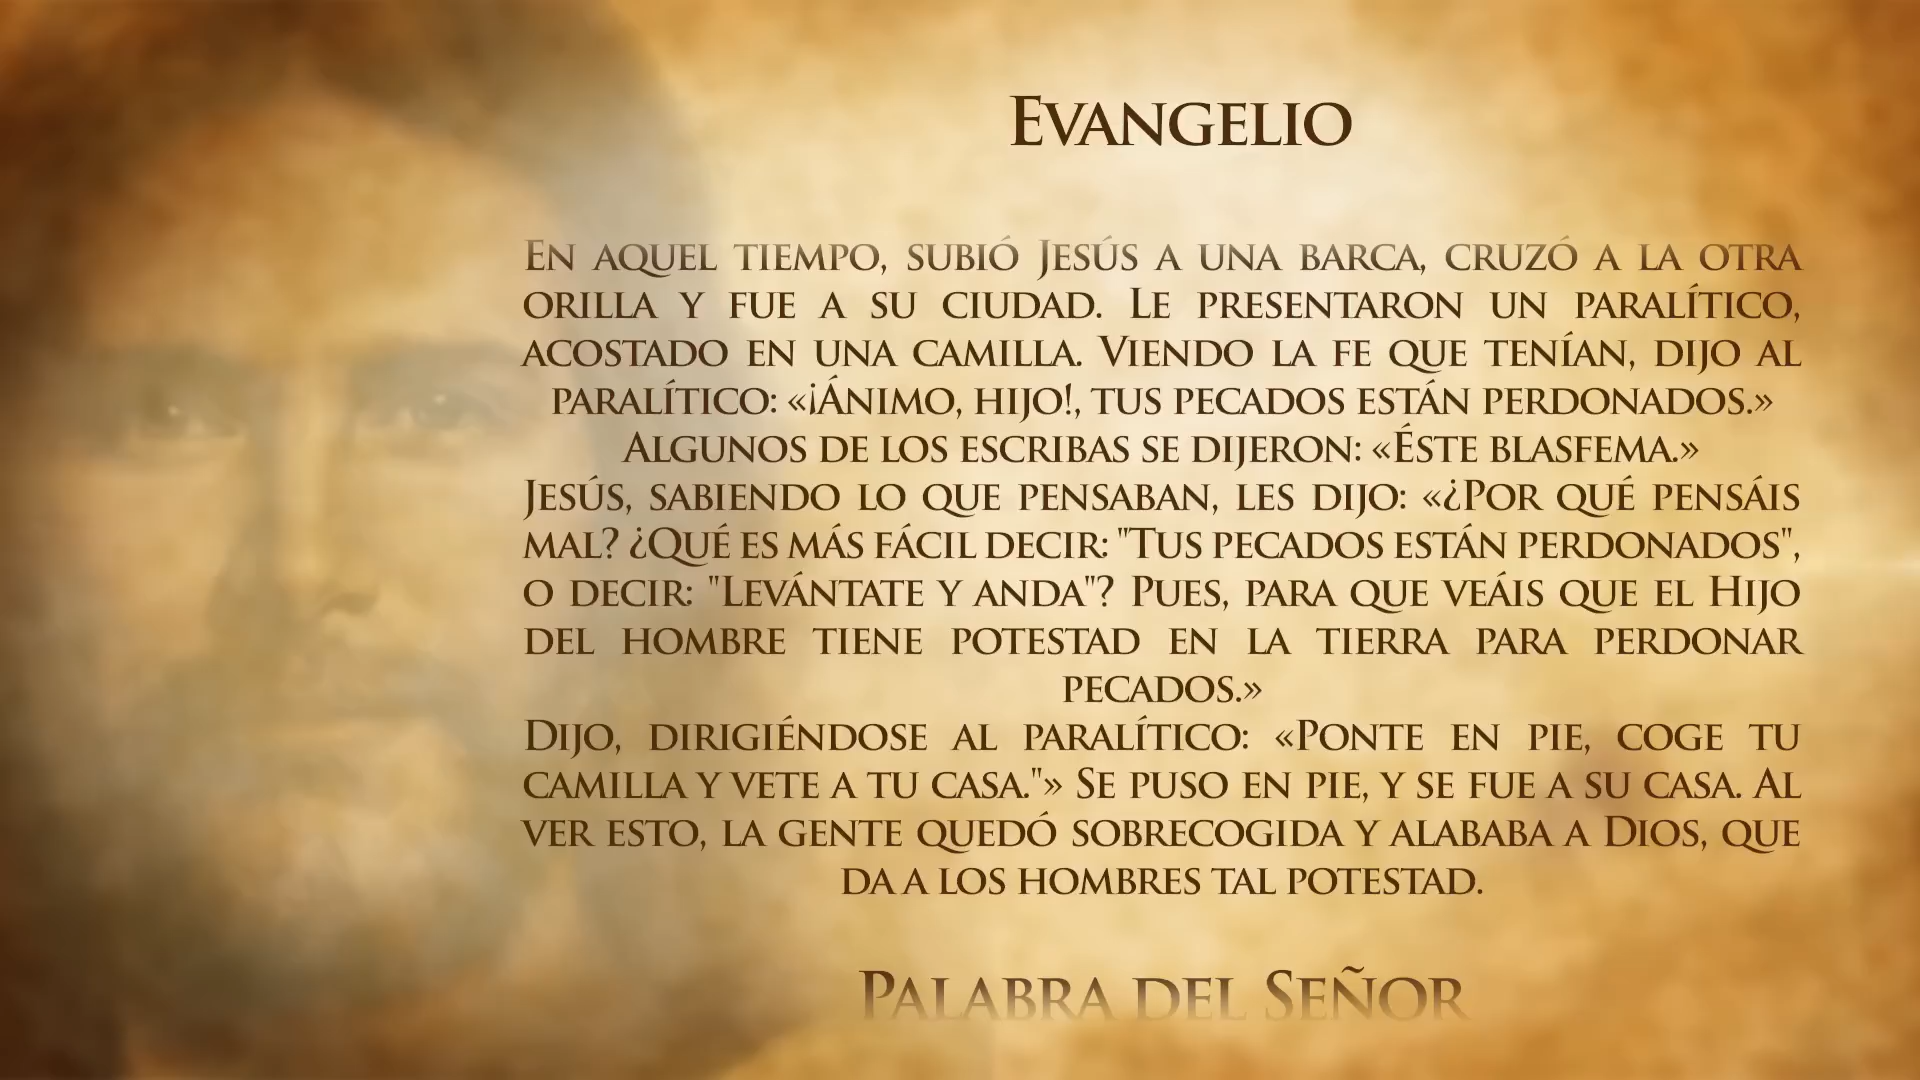 Evangelio
En aquel tiempo, subió Jesús a una barca, cruzó a la otra
orilla y fue a su ciudad. Le presentaron un paralítico,
acostado en una camilla. Viendo la fe que tenían, dijo al
paralítico: «¡Ánimo, hijo!, tus pecados están perdonados.»
Algunos de los escribas se dijeron: «Éste blasfema.»
Jesús, sabiendo lo que pensaban, les dijo: «¿Por qué pensáis
mal? ¿Qué es más fácil decir: "Tus pecados están perdonados",
o decir: "Levántate y anda"? Pues, para que veáis que el Hijo
del hombre tiene potestad en la tierra para perdonar
pecados.»
Dijo, dirigiéndose al paralítico: «Ponte en pie, coge tu
camilla y vete a tu casa."» Se puso en pie, y se fue a su casa. Al
ver esto, la gente quedó sobrecogida y alababa a Dios, que
da a los hombres tal potestad.
Palabra del Señor